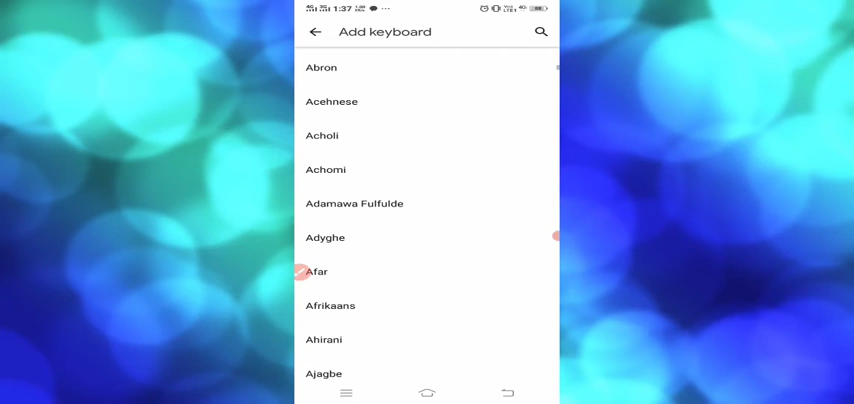 1:37
Add keyboard
Abron
Acehnese
Acholi
Achomi
Adamawa Fulfulde
Adyghe
Afar
Afrikaans
Ahirani
Ajagbe